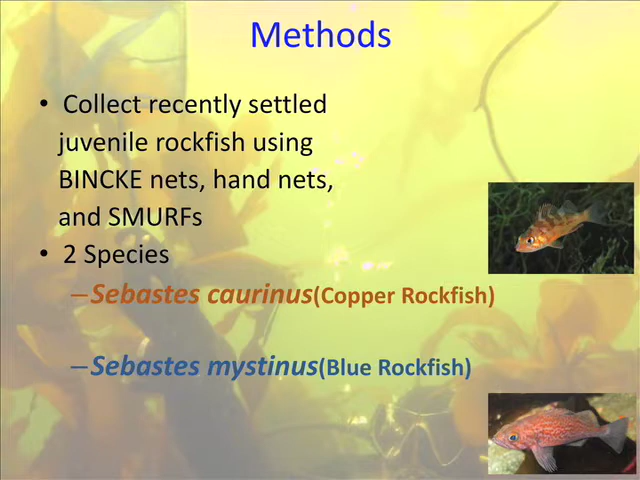 Methods
• Collect recently settled
juvenile rockfish using
BINCKE nets, hand nets,
and SMURFs
• 2 Species
–Sebastes caurinus(Copper Rockfish)
–Sebastes mystinus(Blue Rockfish)